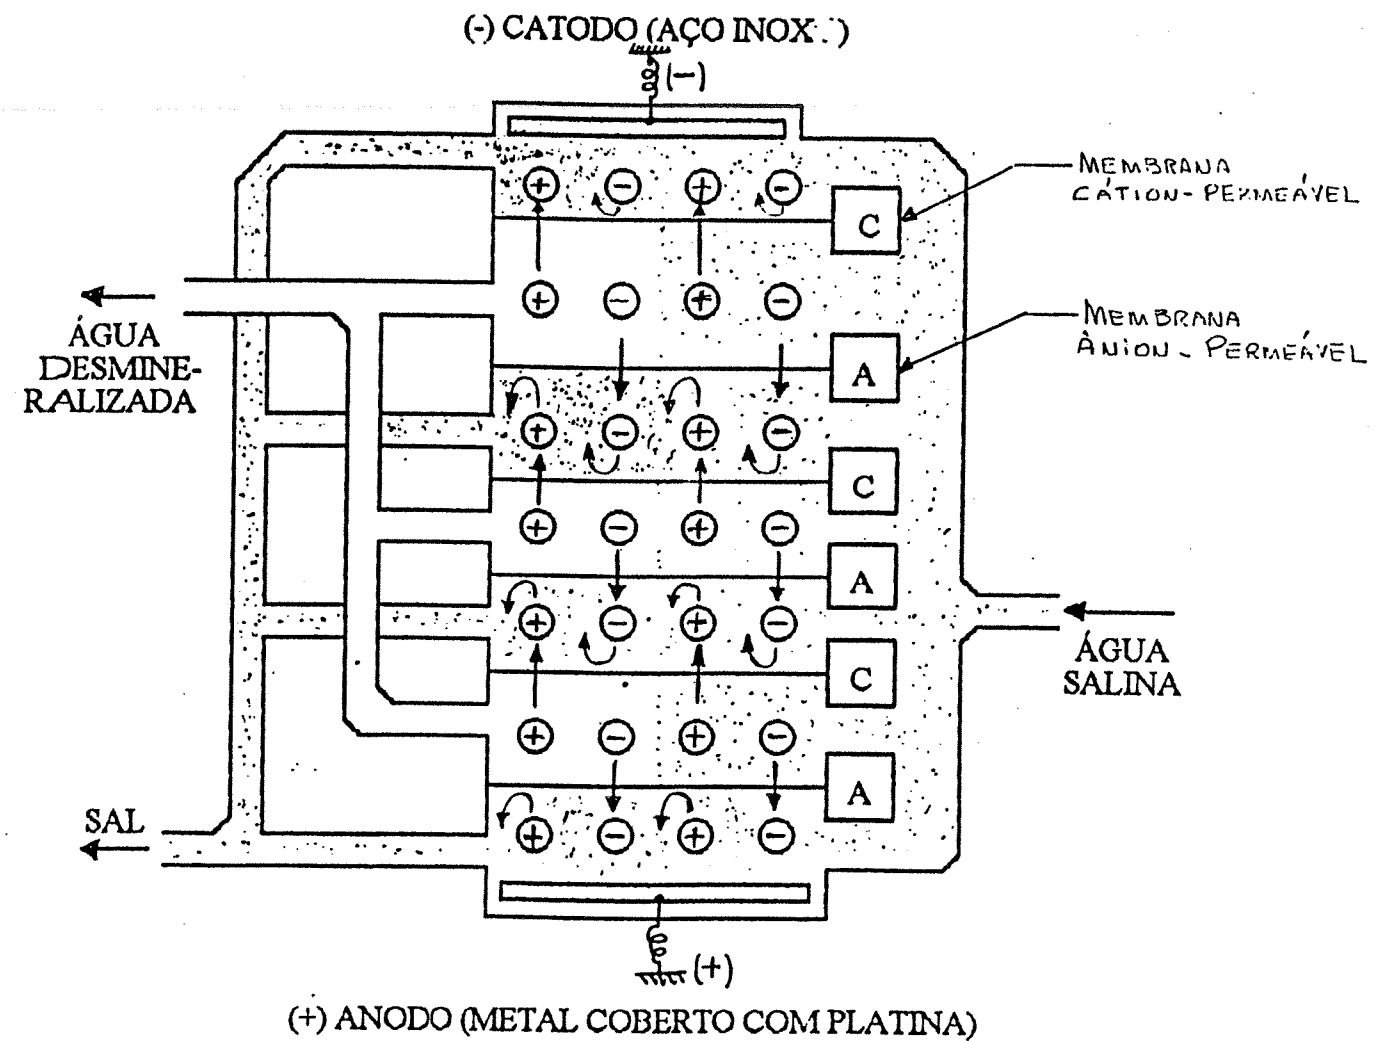 (-) CATODO (AÇO INOX.)
(-)
+ - + -
C
MEMBRANA
CÁTION-PERMEÁVEL
+ - + -
ÁGUA
DESMINE-
RALIZADA
A
MEMBRANA
ÂNION-PERMEÁVEL
+ - + -
C
+ - + -
A
+ - + -
ÁGUA
SALINA
C
+ - + -
A
SAL
+ - + -
(+)
(+) ANODO (METAL COBERTO COM PLATINA)